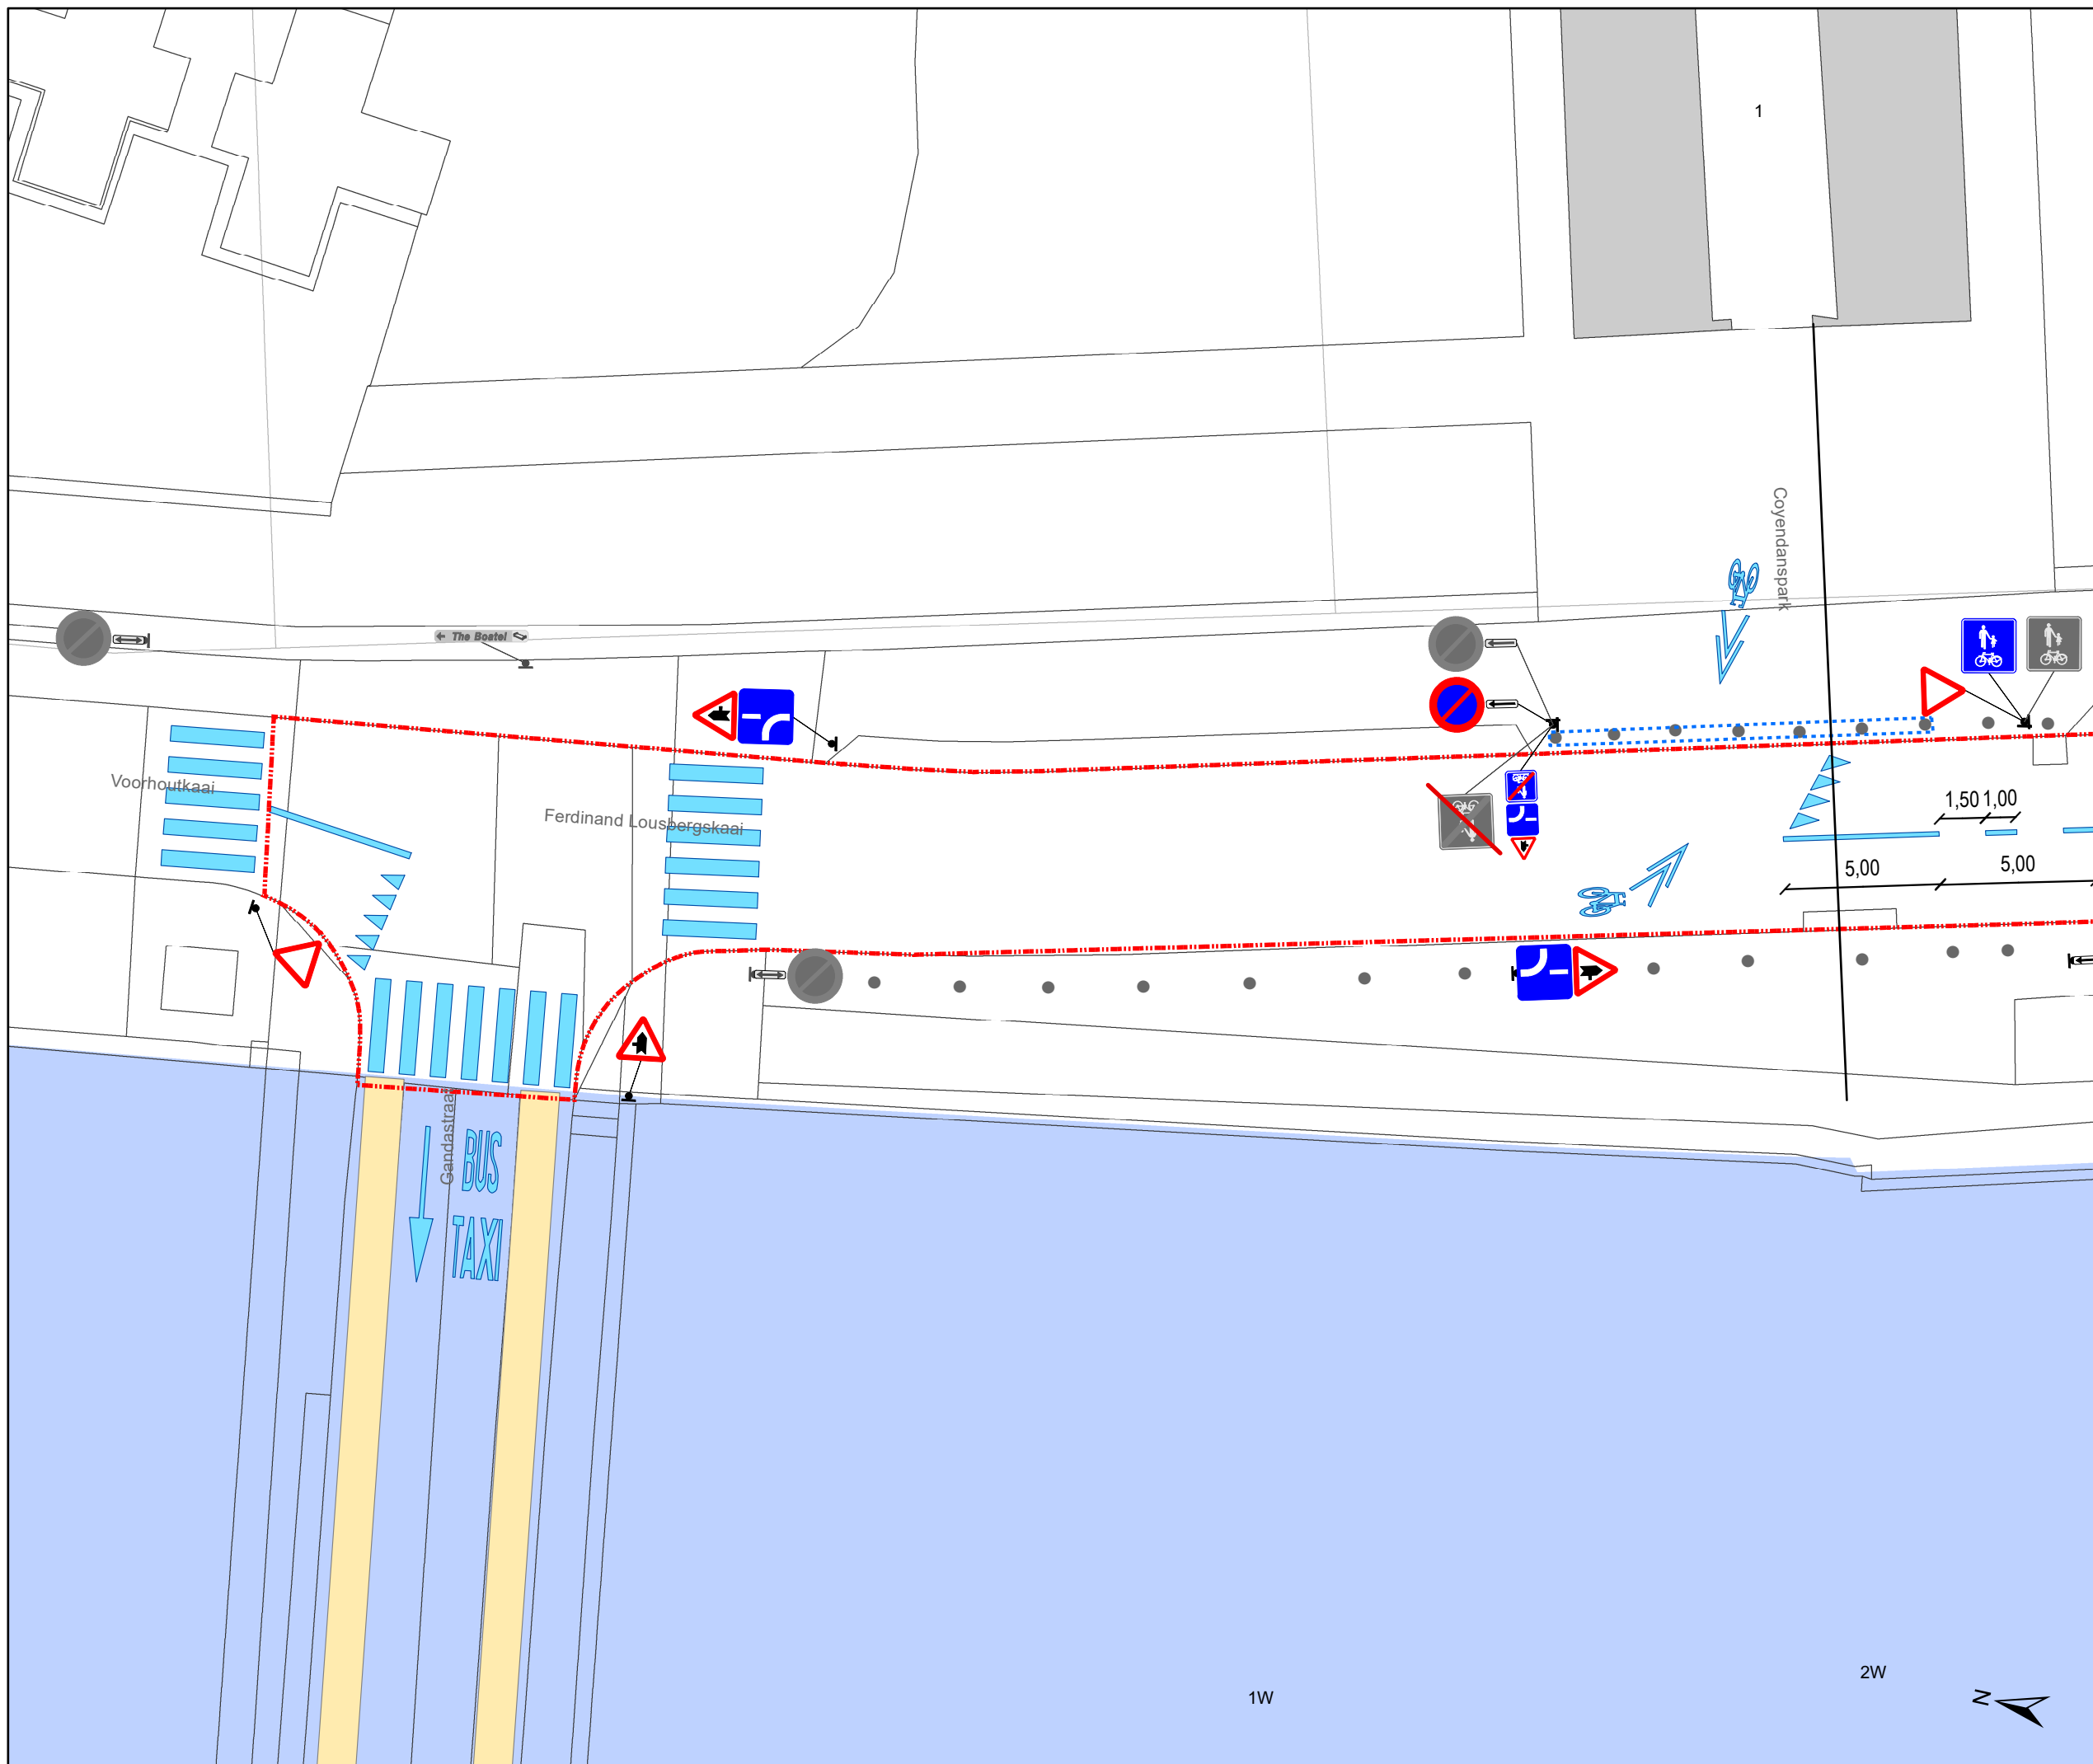 1
Coyendanspark
The Boatel
Voorhoutkaai
Ferdinand Lousbergskaai
1,50
1,00
5,00
5,00
Gandastraat
BUS
TAXI
1W
2W
N